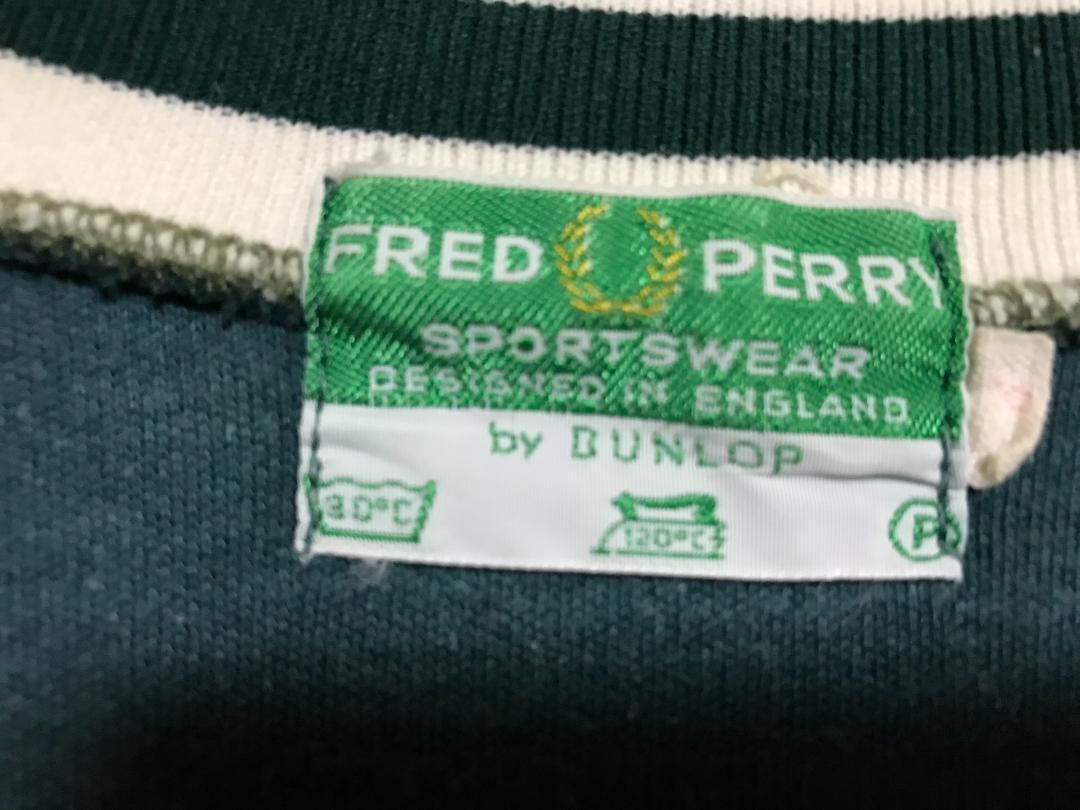 FRED PERRY
SPORTSWEAR
DESIGNED IN ENGLAND
by DUNLOP
30°C 120°C P